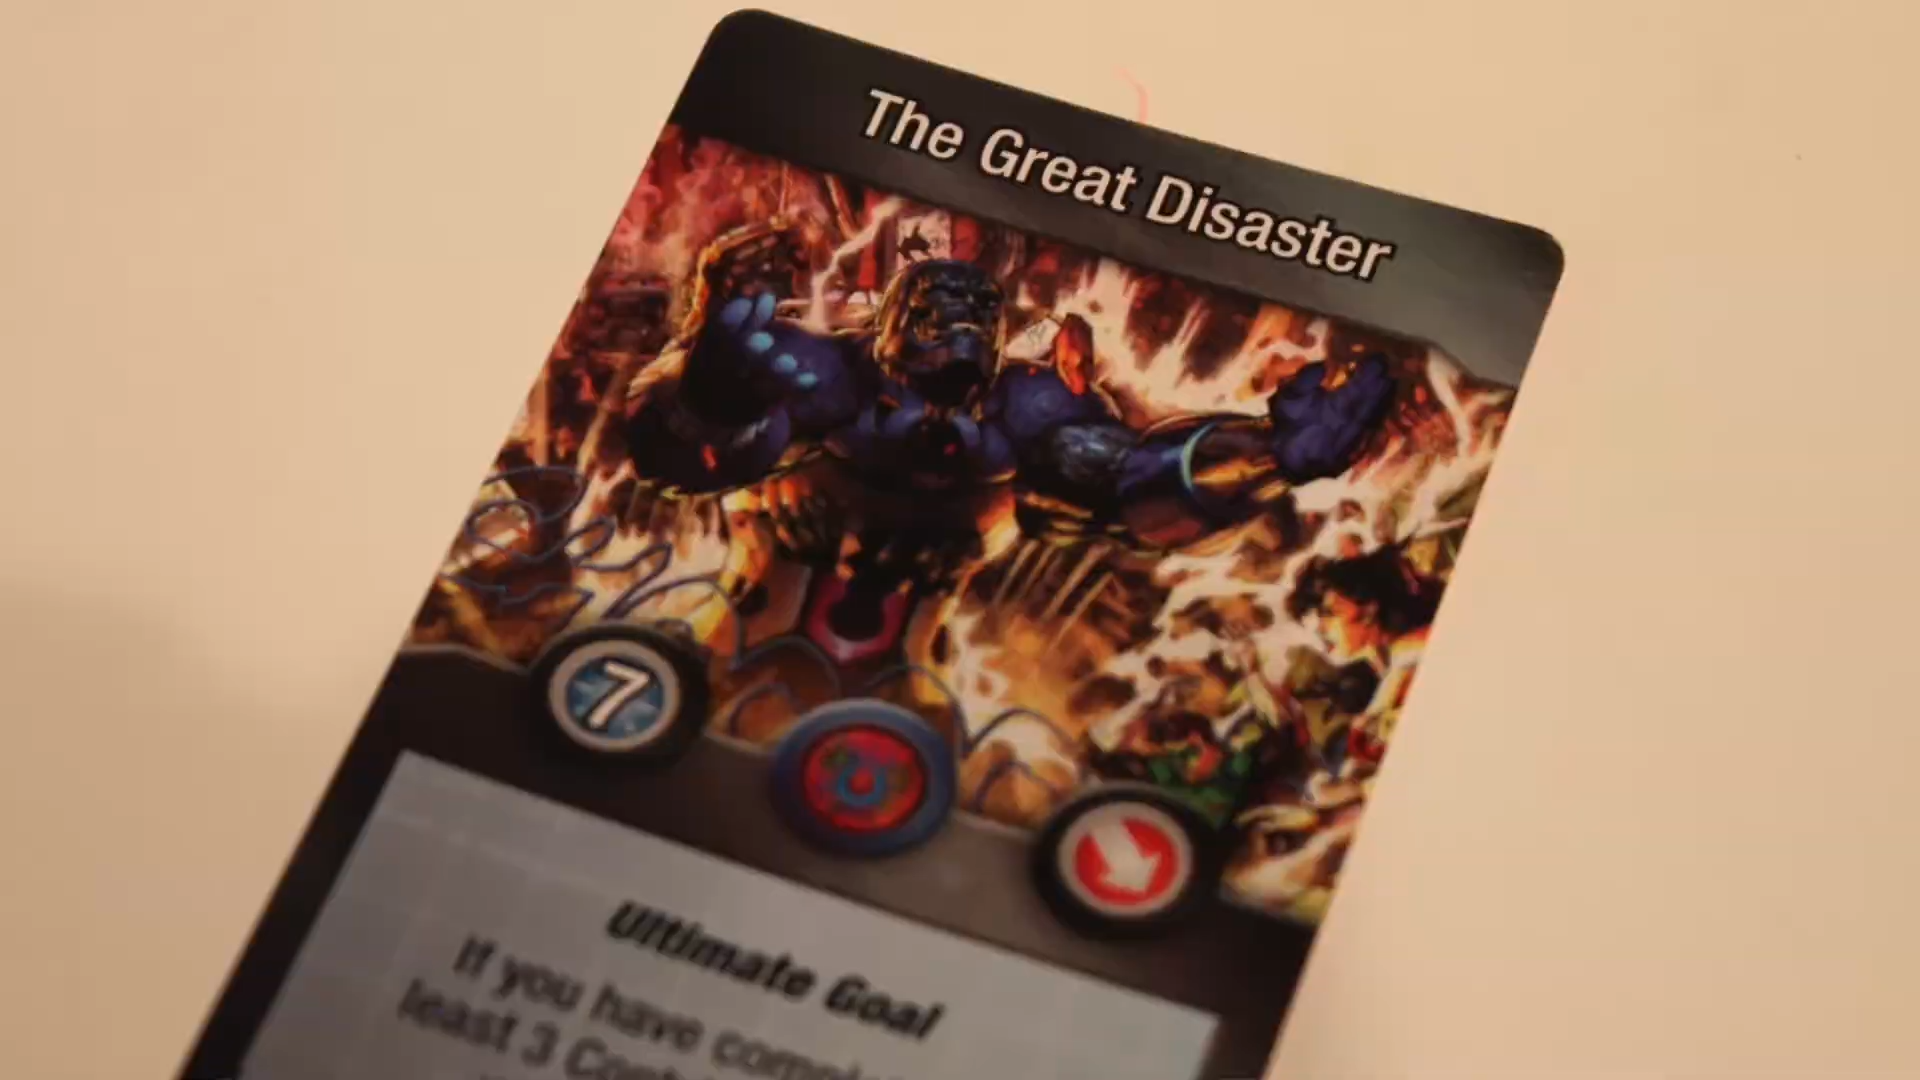 The Great Disaster
7
Ultimate Goal
If you have
least 3